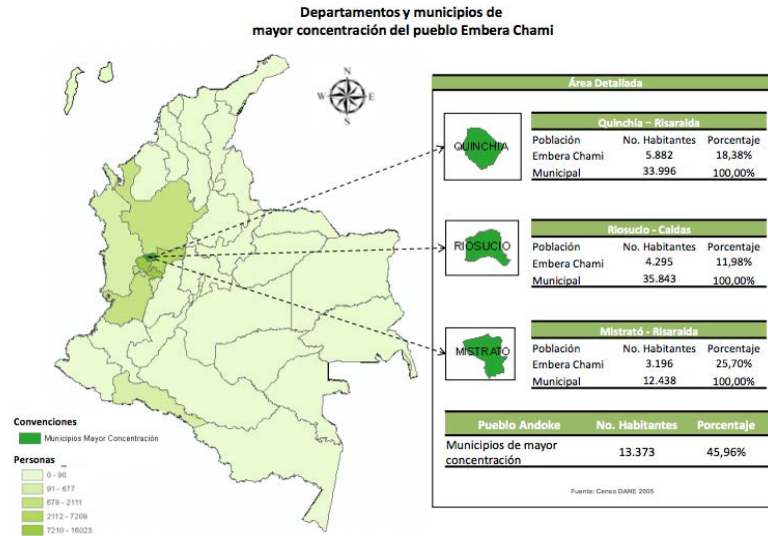 Departamentos y municipios de
mayor concentración del pueblo Embera Chami
N
W E
S
Área Detallada
QUINCHIA
Quinchía – Risaralda
Población No. Habitantes Porcentaje
Embera Chami 5.882 18,38%
Municipal 33.996 100,00%
RIOSUCIO
Riosucio - Caldas
Población No. Habitantes Porcentaje
Embera Chami 4.295 11,98%
Municipal 35.843 100,00%
MISTRATO
Mistrató - Risaralda
Población No. Habitantes Porcentaje
Embera Chami 3.196 25,70%
Municipal 12.438 100,00%
Pueblo Andoke No. Habitantes Porcentaje
Municipios de mayor
concentración 13.373 45,96%
Fuente: Censo DANE 2005
Convenciones
Municipios Mayor Concentración
Personas
0 - 90
91 - 677
678 - 2111
2112 - 7209
7210 - 16023